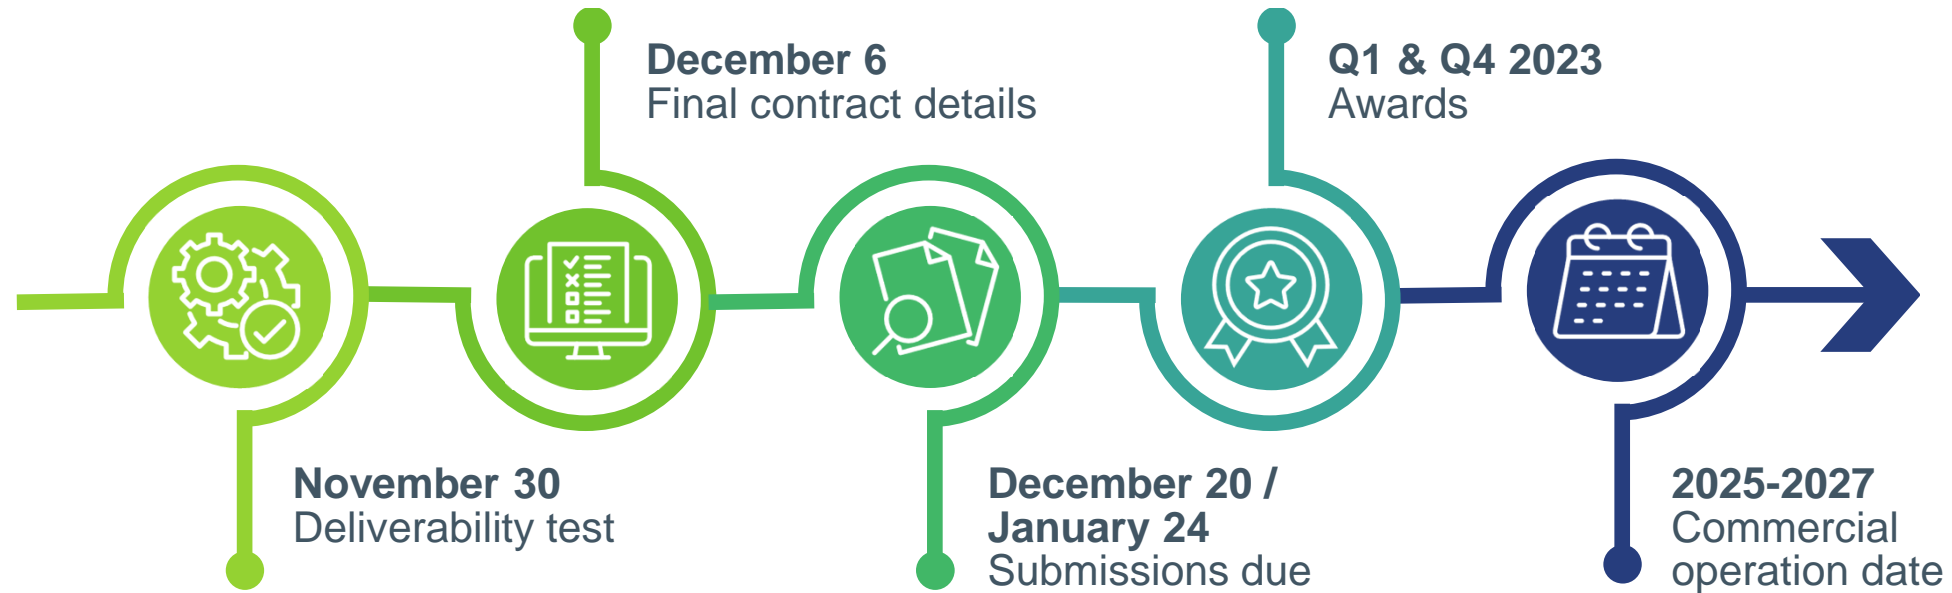 November 30
Deliverability test
December 6
Final contract details
December 20 /
January 24
Submissions due
Q1 & Q4 2023
Awards
2025-2027
Commercial
operation date